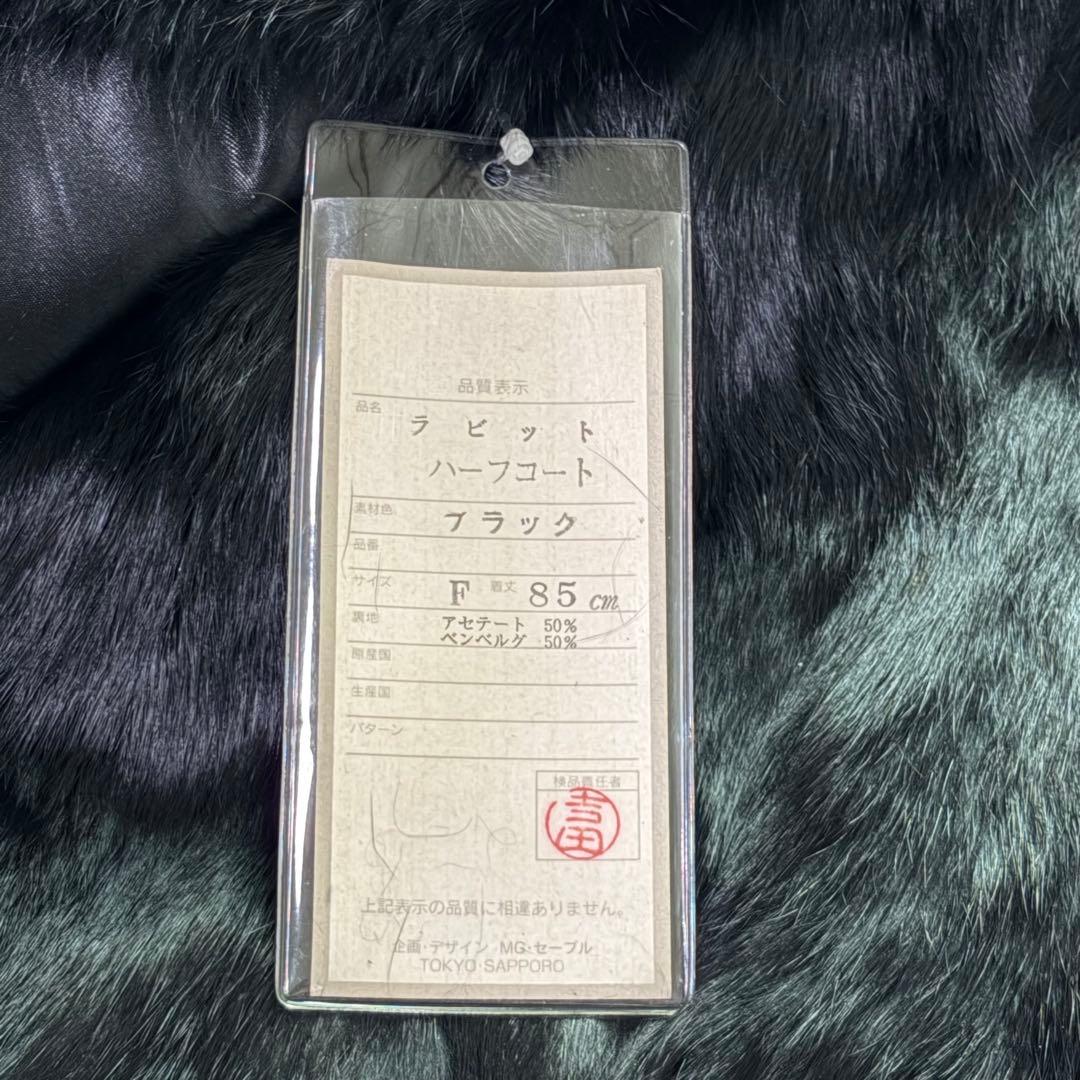 品質表示
品名
ラビット
ハーフコート
素材色 ブラック
品番
サイズ F 着丈 85 cm
裏地 アセテート 50%
ベンベルグ 50%
原産国
生産国
パターン
検品責任者
吉田
上記表示の品質に相違ありません。
企画・デザイン MG・セーブル
TOKYO・SAPPORO